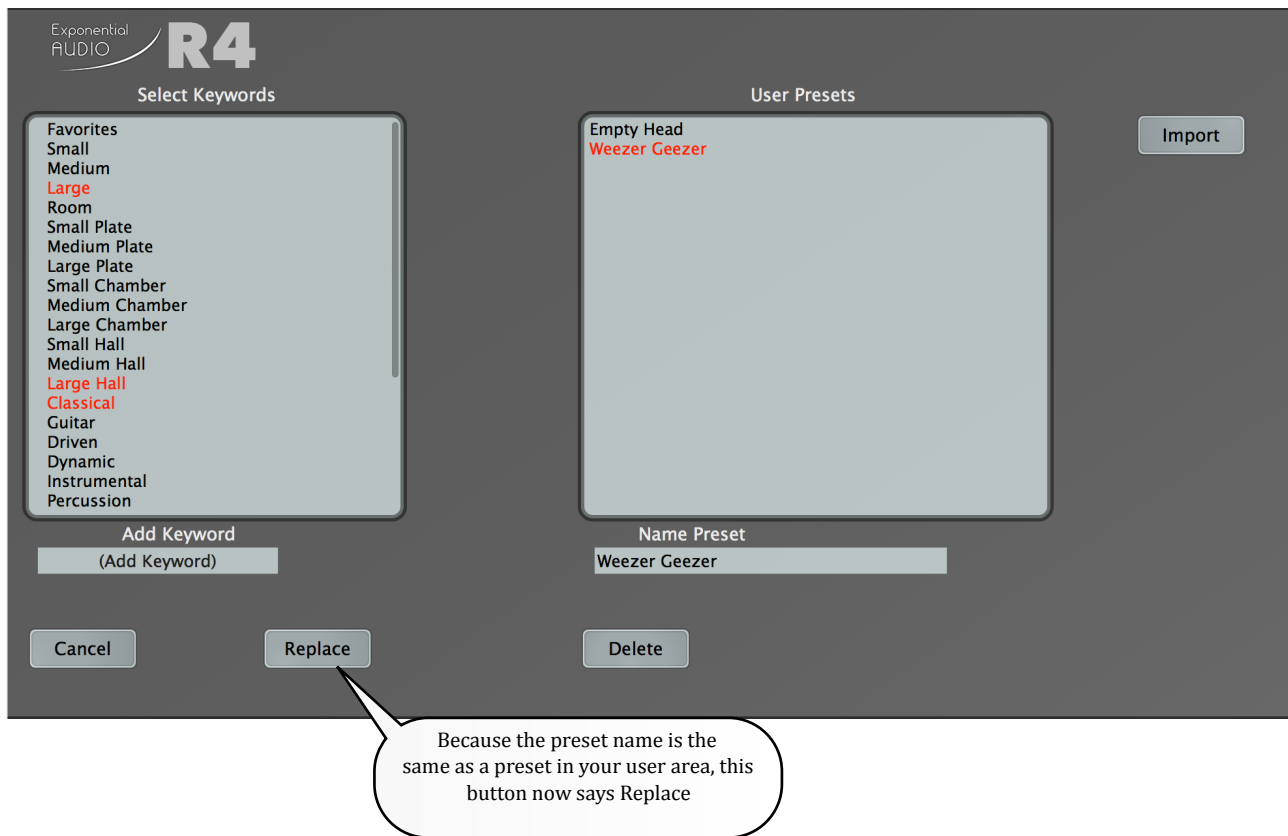 Exponential
AUDIO
R4
Select Keywords
User Presets
Favorites
Small
Medium
Large
Room
Small Plate
Medium Plate
Large Plate
Small Chamber
Medium Chamber
Large Chamber
Small Hall
Medium Hall
Large Hall
Classical
Guitar
Driven
Dynamic
Instrumental
Percussion
Empty Head
Weezer Geezer
Import
Add Keyword
(Add Keyword)
Name Preset
Weezer Geezer
Cancel
Replace
Delete
Because the preset name is the
same as a preset in your user area, this
button now says Replace